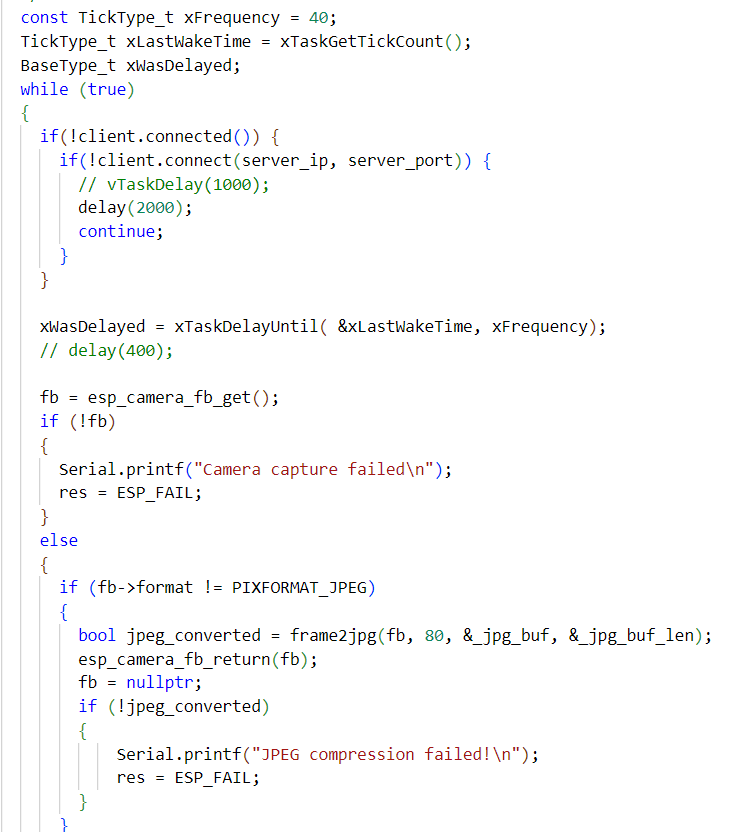 const TickType_t xFrequency = 40;
TickType_t xLastWakeTime = xTaskGetTickCount();
BaseType_t xWasDelayed;
while (true)
{
  if(!client.connected()) {
    if(!client.connect(server_ip, server_port)) {
      // vTaskDelay(1000);
      delay(2000);
      continue;
    }
  }

  xWasDelayed = xTaskDelayUntil( &xLastWakeTime, xFrequency);
  // delay(400);

  fb = esp_camera_fb_get();
  if (!fb)
  {
    Serial.printf("Camera capture failed\n");
    res = ESP_FAIL;
  }
  else
  {
    if (fb->format != PIXFORMAT_JPEG)
    {
      bool jpeg_converted = frame2jpg(fb, 80, &_jpg_buf, &_jpg_buf_len);
      esp_camera_fb_return(fb);
      fb = nullptr;
      if (!jpeg_converted)
      {
          Serial.printf("JPEG compression failed!\n");
          res = ESP_FAIL;
      }
    }